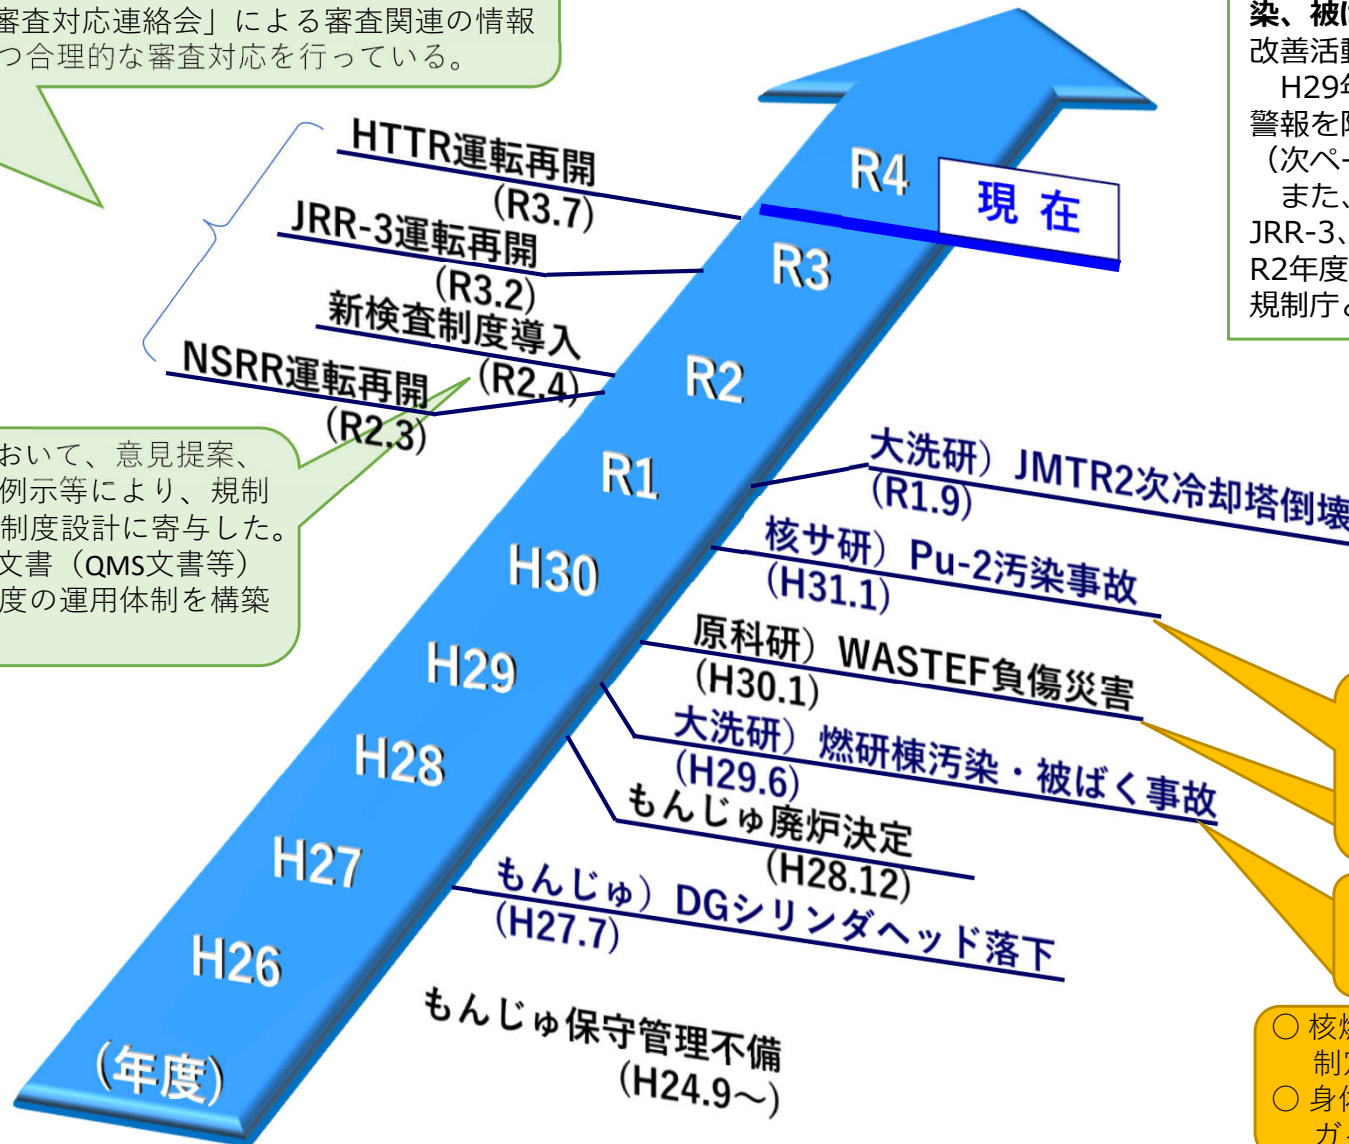 審査対応連絡会」による審査関連の情報
つ合理的な審査対応を行っている。
染、被ば
改善活動
H29年
警報を
（次ペー
また、
JRR-3、
R2年度
規制庁
HTTR運転再開
(R3.7)
JRR-3運転再開
(R3.2)
新検査制度導入
(R2.4)
NSRR運転再開
(R2.3)
おいて、意見提案、
例示等により、規制
制度設計に寄与した。
文書（QMS文書等）
度の運用体制を構築
R4
現 在
R3
R2
R1
H30
H29
H28
H27
H26
(年度)
大洗研）JMTR2次冷却塔倒壊
(R1.9)
核サ研）Pu-2汚染事故
(H31.1)
原科研）WASTEF負傷災害
(H30.1)
大洗研）燃研棟汚染・被ばく事故
(H29.6)
もんじゅ廃炉決定
(H28.12)
もんじゅ）DGシリンダヘッド落下
(H27.7)
もんじゅ保守管理不備
(H24.9～)
○ 核燃
制定
○ 身体
ガイ